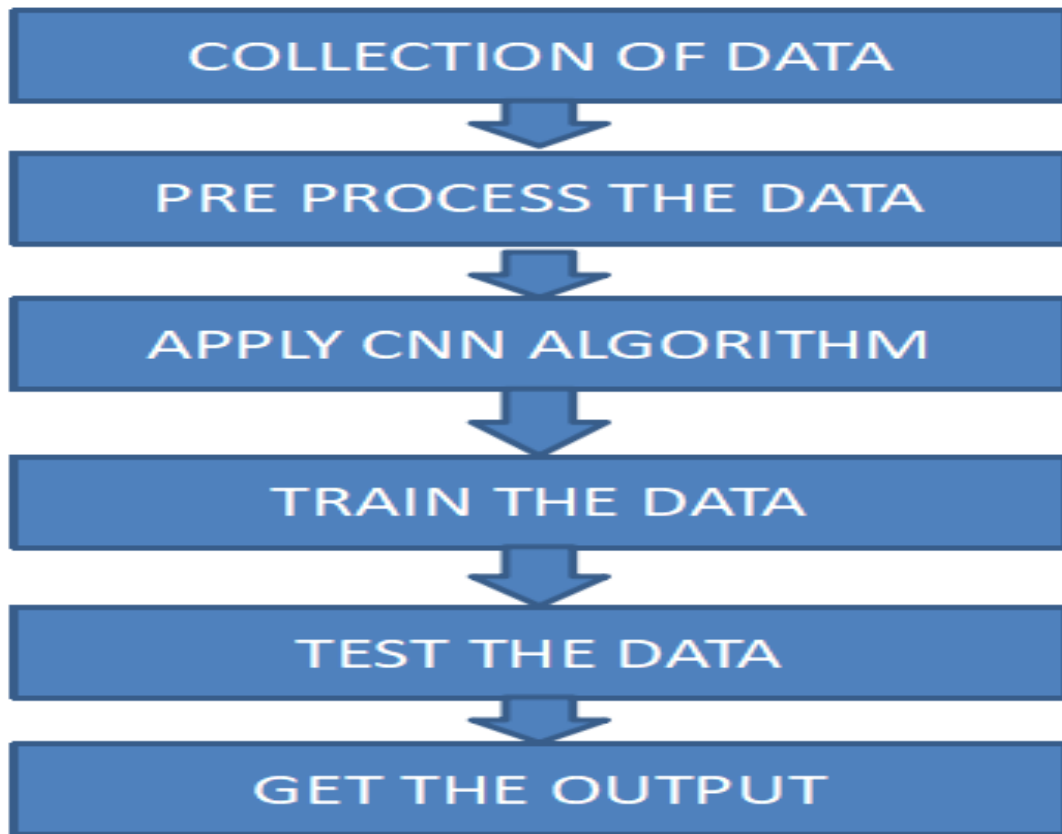 COLLECTION OF DATA
PRE PROCESS THE DATA
APPLY CNN ALGORITHM
TRAIN THE DATA
TEST THE DATA
GET THE OUTPUT